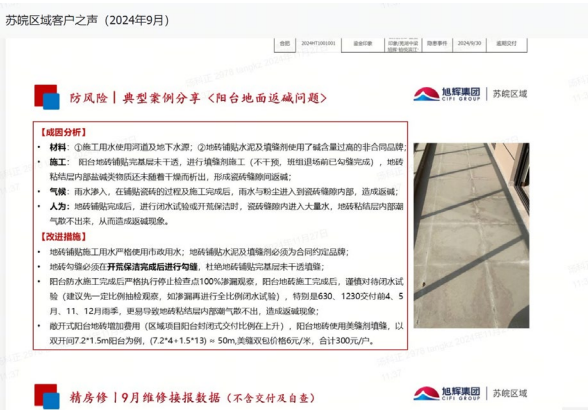 苏皖区域客户之声（2024年9月）
合肥 2024HT1001001 隐患事件 2024/9/30 逾期交付
防风险｜典型案例分享〈阳台地面返碱问题〉
旭辉集团 CIFI GROUP 苏皖区域
【成因分析】
• 材料：①施工用水使用河道及地下水源；②地砖铺贴水泥及填缝剂使用了碱含量过高的非合同品牌；
• 施工： 阳台地砖铺贴完基层未干透，进行填缝剂施工（不干预，班组退场前已勾缝完成），地砖
粘结层内部盐碱类物质还未随着干燥而析出，形成瓷砖缝隙间返碱；
• 气候：雨水渗入，在铺贴瓷砖的过程及施工完成后，雨水与粉尘进入到瓷砖缝隙内部，造成返碱；
• 人为：地砖铺贴完成后，进行闭水试验或开荒保洁时，瓷砖缝隙内进入大量水，地砖粘结层内部潮
气散不出来，从而造成返碱现象。
【改进措施】
• 地砖铺贴施工用水严格使用市政用水；地砖铺贴水泥及填缝剂必须为合同约定品牌；
• 地砖勾缝必须在开荒保洁完成后进行勾缝，杜绝地砖铺贴完基层未干透填缝；
• 阳台防水施工完成后严格执行停止检查点100%渗漏观察，阳台地砖施工完成后，谨慎对待闭水试
验（建议先一定比例抽检观察，如渗漏再进行全比例闭水试验），特别是630、1230交付前4、5
月、11、12月雨季，更易导致地砖粘结层内部潮气散不出，造成返碱现象；
• 敞开式阳台地砖增加费用（区域项目阳台封闭式交付比例在上升），阳台地砖使用美缝剂填缝，以
双开间7.2*1.5m阳台为例，(7.2*4+1.5*13) ≈ 50m,美缝双包价格6元/米，合计300元/户。
精房修｜9月维修接报数据（不含交付及自查）
旭辉集团 CIFI GROUP 苏皖区域